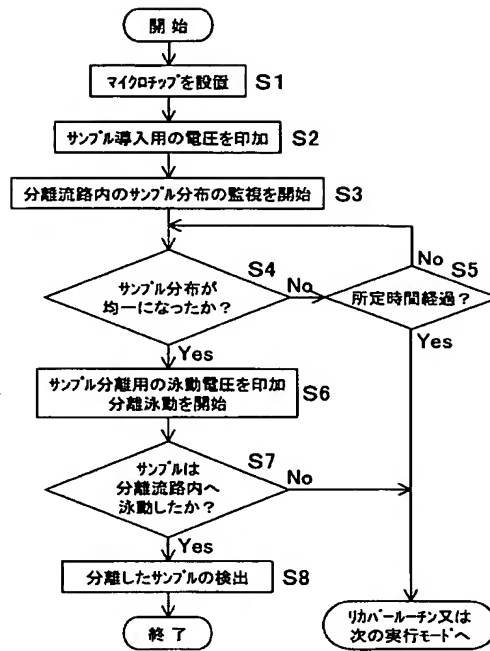 開始
マイクロチップを設置 S1
サンプル導入用の電圧を印加 S2
分離流路内のサンプル分布の監視を開始 S3
サンプル分布が
均一になったか？
S4
No
Yes
所定時間経過？
S5
No
Yes
サンプル分離用の泳動電圧を印加
分離泳動を開始
S6
サンプルは
分離流路内へ
泳動したか？
S7
No
Yes
分離したサンプルの検出 S8
終了
リカバールーチン又は
次の実行モードへ